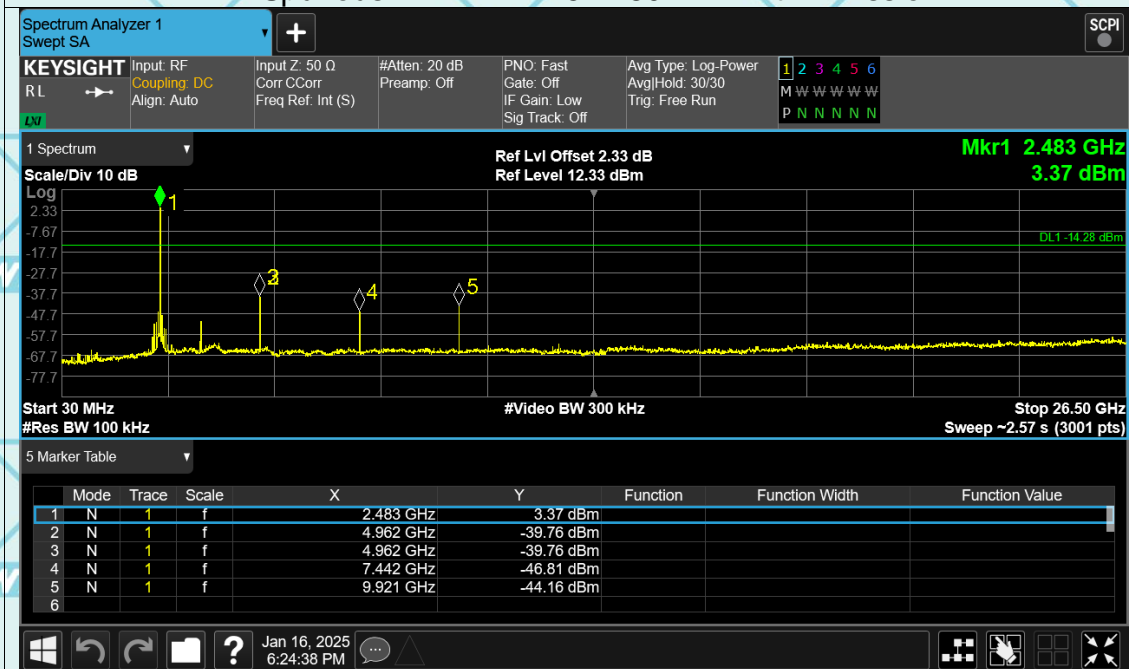 Spectrum Analyzer 1
Swept SA
+
SCPI
KEYSIGHT
RL
LXI
Input: RF
Coupling: DC
Align: Auto
Input Z: 50 Ω
Corr CCorr
Freq Ref: Int (S)
#Atten: 20 dB
Preamp: Off
PNO: Fast
Gate: Off
IF Gain: Low
Sig Track: Off
Avg Type: Log-Power
Avg|Hold: 30/30
Trig: Free Run
1 2 3 4 5 6
M W W W W W
P N N N N N
1 Spectrum
Scale/Div 10 dB
Ref Lvl Offset 2.33 dB
Ref Level 12.33 dBm
Mkr1 2.483 GHz
3.37 dBm
Log
2.33
-7.67
-17.7
-27.7
-37.7
-47.7
-57.7
-67.7
-77.7
1
4
5
DL1 -14.28 dBm
Start 30 MHz
#Res BW 100 kHz
#Video BW 300 kHz
Stop 26.50 GHz
Sweep ~2.57 s (3001 pts)
5 Marker Table
Mode Trace Scale X Y Function Function Width Function Value
1 N 1 f 2.483 GHz 3.37 dBm
2 N 1 f 4.962 GHz -39.76 dBm
3 N 1 f 4.962 GHz -39.76 dBm
4 N 1 f 7.442 GHz -46.81 dBm
5 N 1 f 9.921 GHz -44.16 dBm
6
?
Jan 16, 2025
6:24:38 PM